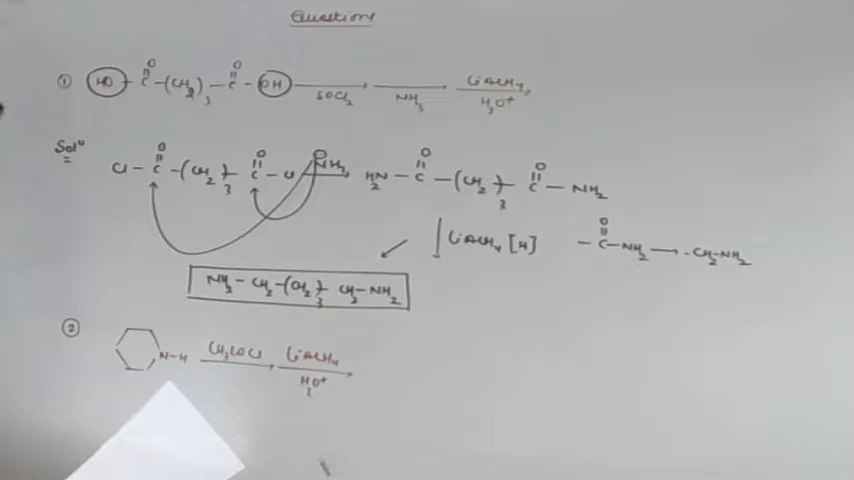 Questions
① HO - C(=O) - (CH₂)₃ - C(=O) - OH → SOCl₂ → NH₃ → LiAlH₄ / H₃O⁺
Solⁿ Cl - C(=O) - (CH₂)₃ - C(=O) - Cl → NH₃ H₂N - C(=O) - (CH₂)₃ - C(=O) - NH₂
LiAlH₄ [H] - C(=O) - NH₂ → - CH₂-NH₂
NH₂ - CH₂ - (CH₂)₃ CH₂ - NH₂
② N-H CH₃COCl → LiAlH₄ / H₃O⁺ →